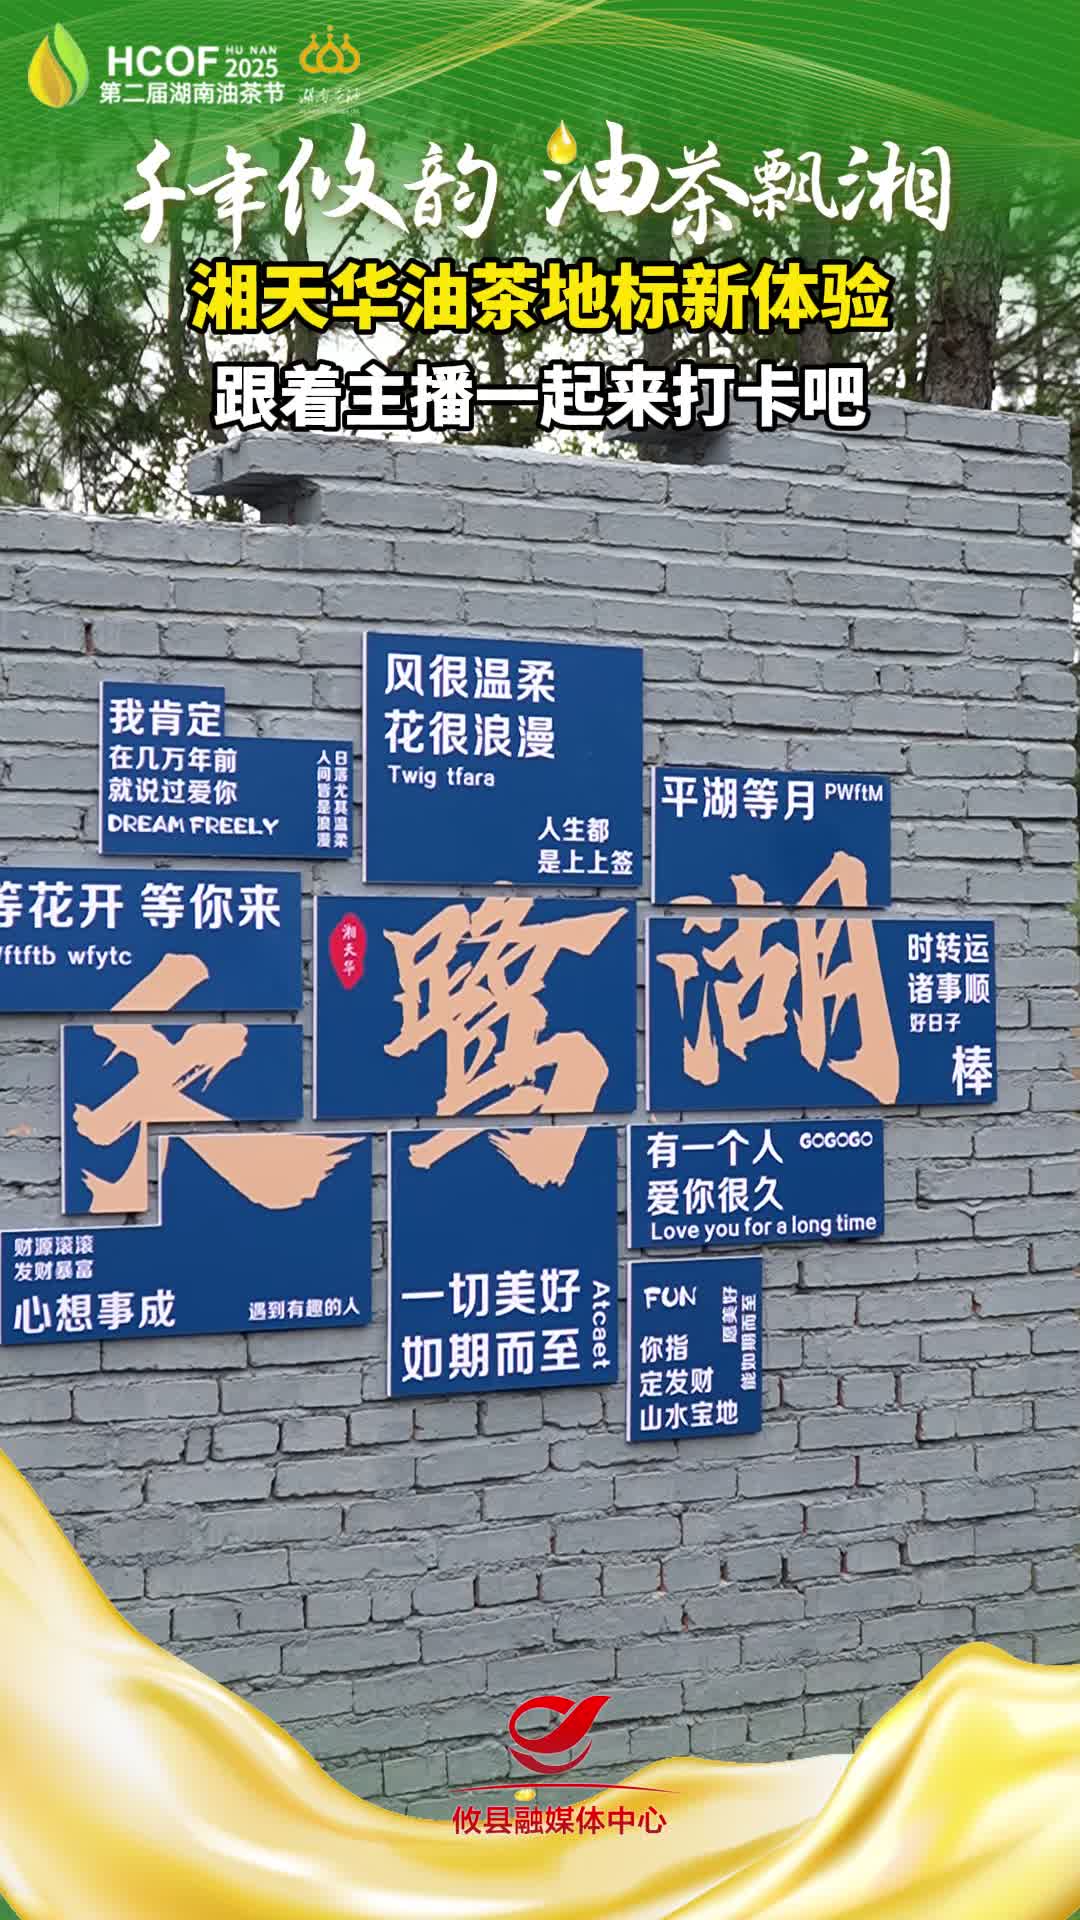 HCOF HU NAN 2025
第二届湖南油茶节
千年攸韵 油茶飘湘
湘天华油茶地标新体验
跟着主播一起来打卡吧
我肯定
在几万年前
就说过爱你
DREAM FREELY
日落尤其温柔
人间皆是浪漫
风很温柔
花很浪漫
Twig tfara
人生都
是上上签
平湖等月 PWftM
等花开 等你来
ftftb wfytc
湘天华
天鹭湖
时转运
诸事顺
好日子
棒
财源滚滚
发财暴富
心想事成
遇到有趣的人
一切美好
如期而至
Atcaet
有一个人 GOGOGO
爱你很久
Love you for a long time
FUN
你指
定发财
山水宝地
愿美好
能如期而至
攸县融媒体中心